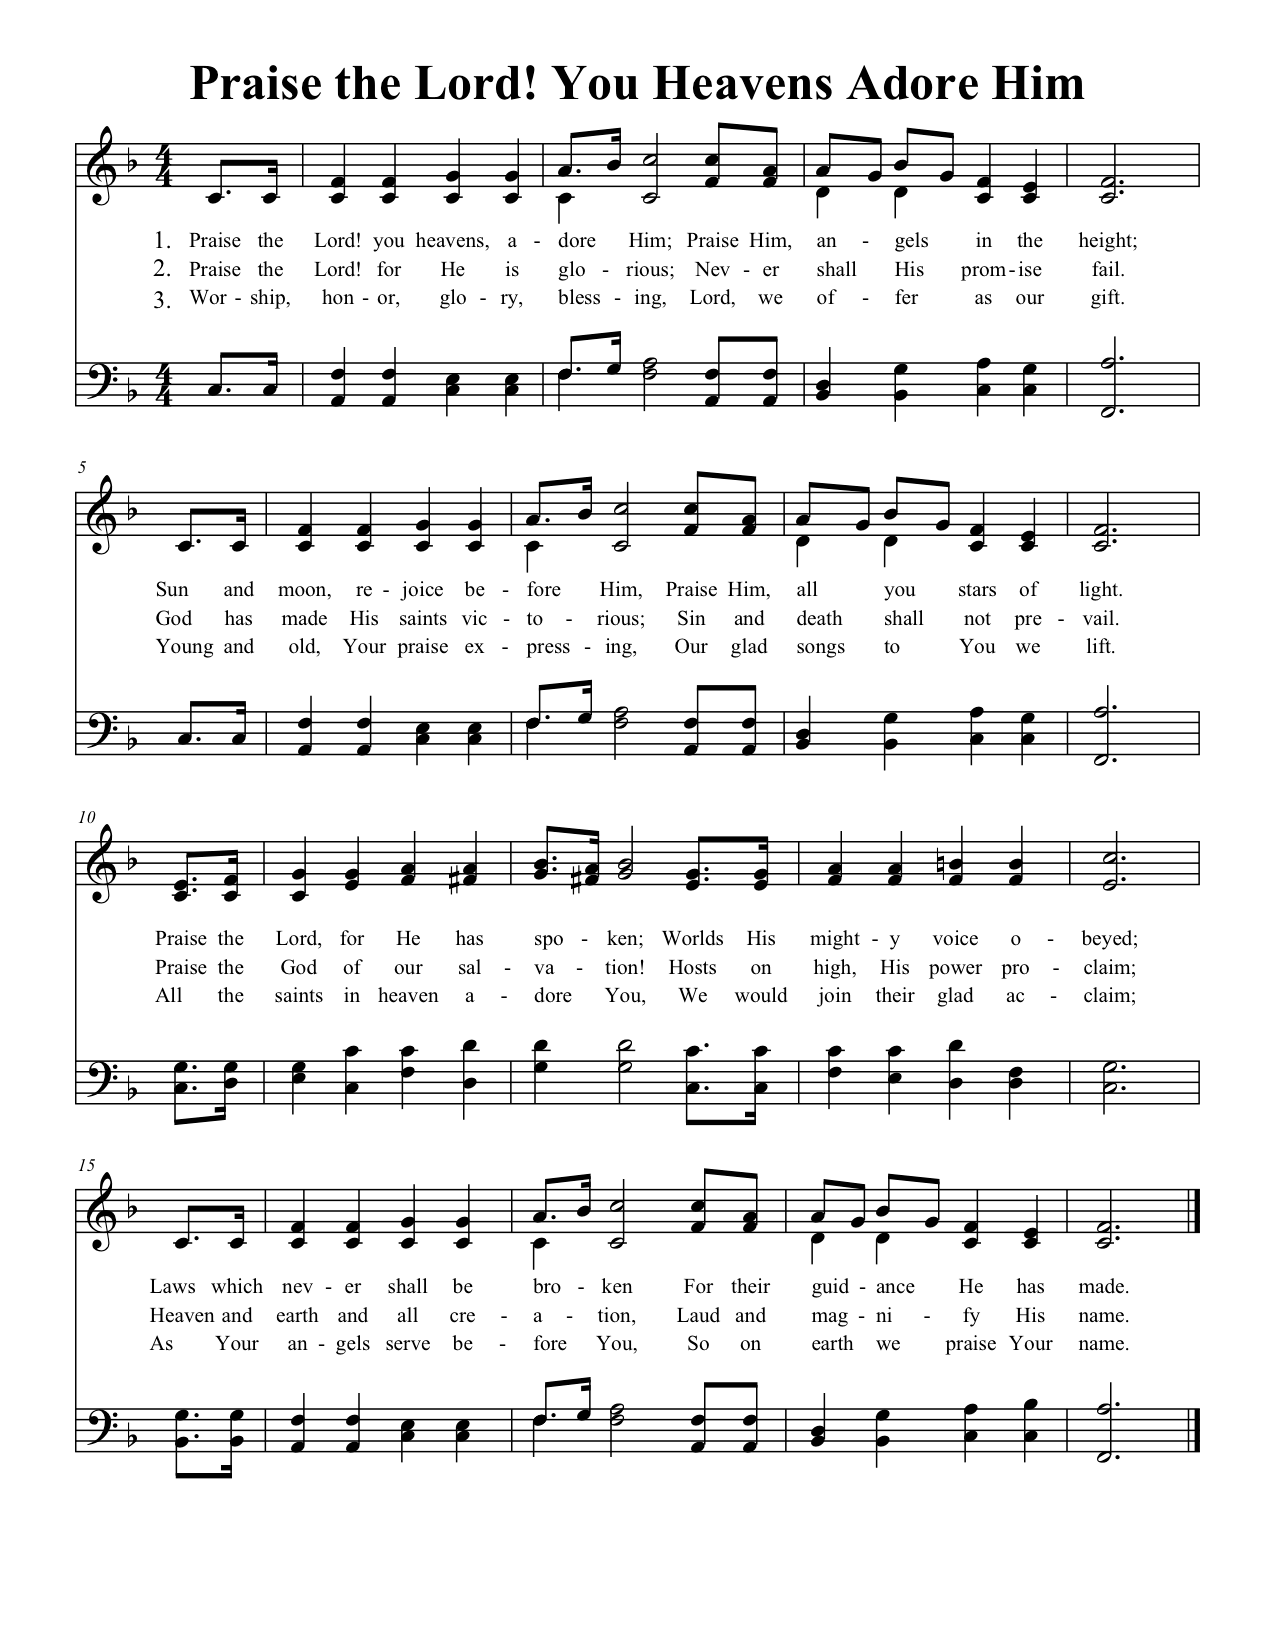 Praise the Lord! You Heavens Adore Him
4 4
1. Praise the Lord! you heavens, a - dore Him; Praise Him, an - gels in the height;
2. Praise the Lord! for He is glo - rious; Nev - er shall His prom - ise fail.
3. Wor - ship, hon - or, glo - ry, bless - ing, Lord, we of - fer as our gift.
4 4
5
Sun and moon, re - joice be - fore Him, Praise Him, all you stars of light.
God has made His saints vic - to - rious; Sin and death shall not pre - vail.
Young and old, Your praise ex - press - ing, Our glad songs to You we lift.
10
Praise the Lord, for He has spo - ken; Worlds His might - y voice o - beyed;
Praise the God of our sal - va - tion! Hosts on high, His power pro - claim;
All the saints in heaven a - dore You, We would join their glad ac - claim;
15
Laws which nev - er shall be bro - ken For their guid - ance He has made.
Heaven and earth and all cre - a - tion, Laud and mag - ni - fy His name.
As Your an - gels serve be - fore You, So on earth we praise Your name.